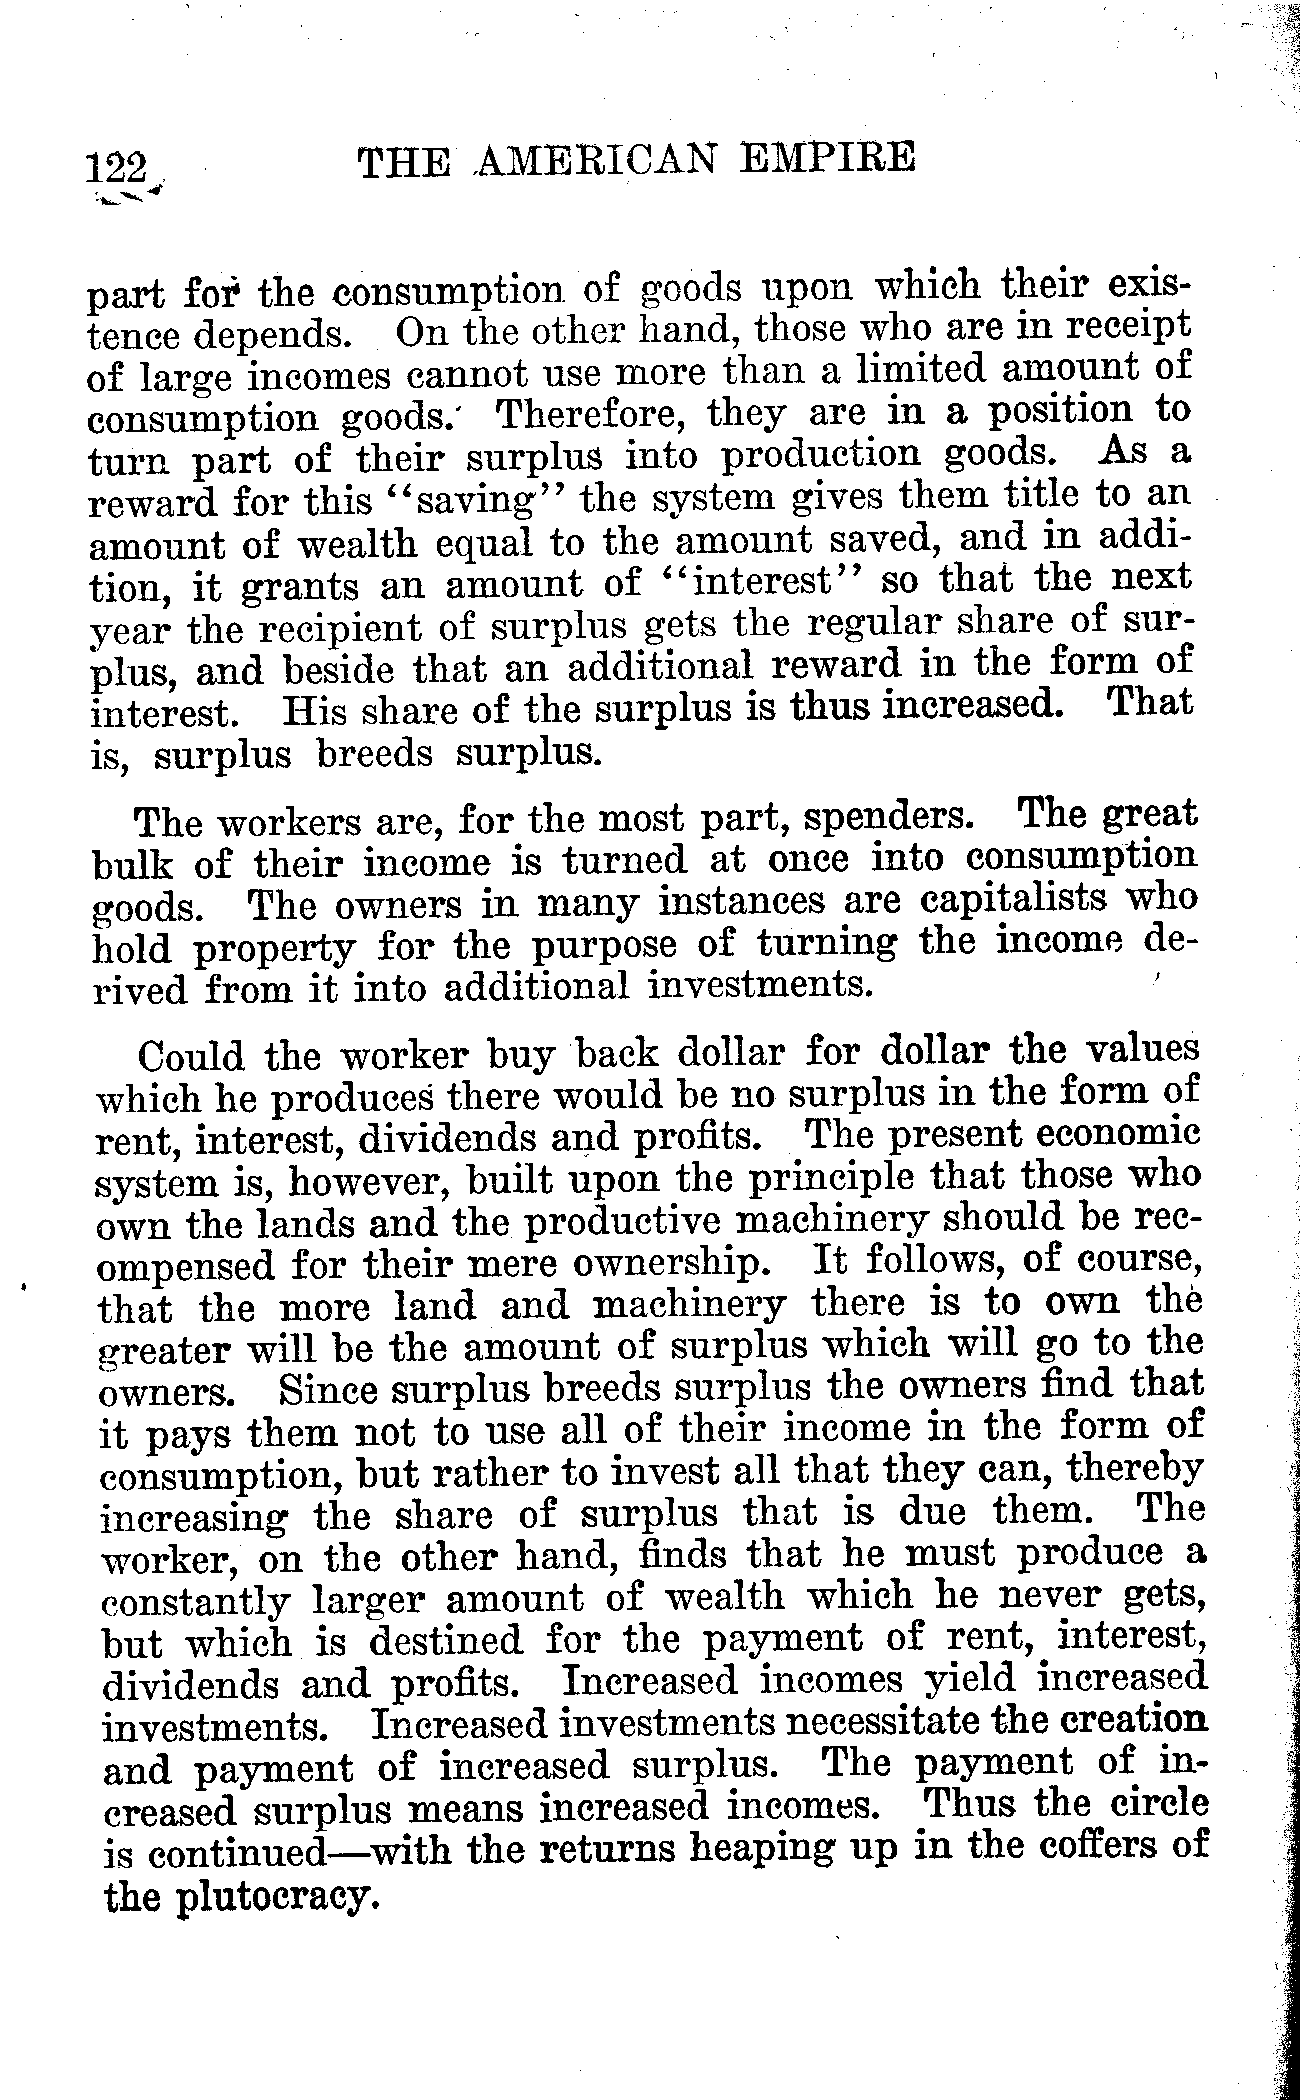 122 THE AMERICAN EMPIRE
part for the consumption of goods upon which their exis-
tence depends. On the other hand, those who are in receipt
of large incomes cannot use more than a limited amount of
consumption goods. Therefore, they are in a position to
turn part of their surplus into production goods. As a
reward for this "saving" the system gives them title to an
amount of wealth equal to the amount saved, and in addi-
tion, it grants an amount of "interest" so that the next
year the recipient of surplus gets the regular share of sur-
plus, and beside that an additional reward in the form of
interest. His share of the surplus is thus increased. That
is, surplus breeds surplus.
The workers are, for the most part, spenders. The great
bulk of their income is turned at once into consumption
goods. The owners in many instances are capitalists who
hold property for the purpose of turning the income de-
rived from it into additional investments.
Could the worker buy back dollar for dollar the values
which he produces there would be no surplus in the form of
rent, interest, dividends and profits. The present economic
system is, however, built upon the principle that those who
own the lands and the productive machinery should be rec-
ompensed for their mere ownership. It follows, of course,
that the more land and machinery there is to own the
greater will be the amount of surplus which will go to the
owners. Since surplus breeds surplus the owners find that
it pays them not to use all of their income in the form of
consumption, but rather to invest all that they can, thereby
increasing the share of surplus that is due them. The
worker, on the other hand, finds that he must produce a
constantly larger amount of wealth which he never gets,
but which is destined for the payment of rent, interest,
dividends and profits. Increased incomes yield increased
investments. Increased investments necessitate the creation
and payment of increased surplus. The payment of in-
creased surplus means increased incomes. Thus the circle
is continued—with the returns heaping up in the coffers of
the plutocracy.